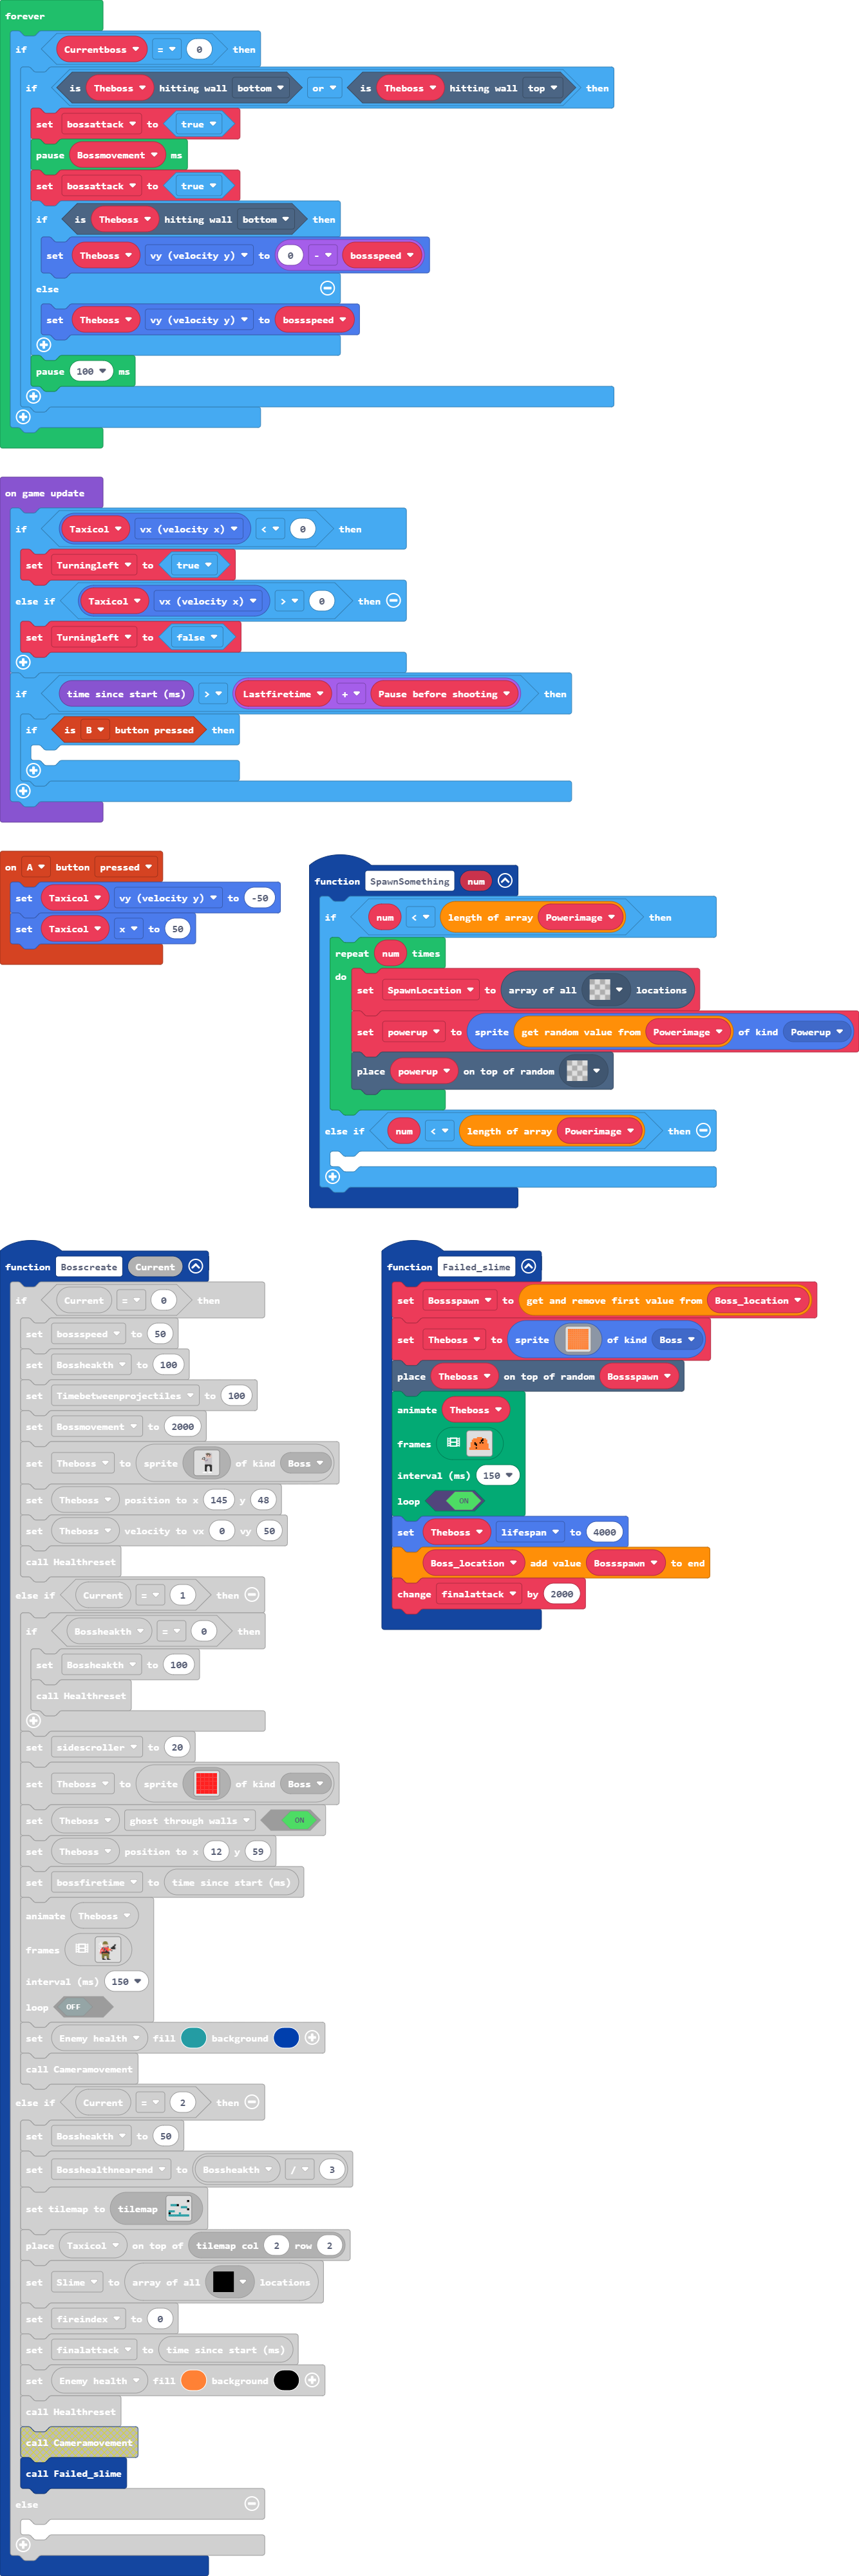 forever
if Currentboss = 0 then
if is Theboss hitting wall bottom or is Theboss hitting wall top then
set bossattack to true
pause Bossmovement ms
set bossattack to true
if is Theboss hitting wall bottom then
set Theboss vy (velocity y) to 0 - bossspeed
else
set Theboss vy (velocity y) to bossspeed
pause 100 ms
on game update
if Taxicol vx (velocity x) < 0 then
set Turningleft to true
else if Taxicol vx (velocity x) > 0 then
set Turningleft to false
if time since start (ms) > Lastfiretime + Pause before shooting then
if is B button pressed then
on A button pressed
set Taxicol vy (velocity y) to -50
set Taxicol x to 50
function SpawnSomething num
if num < length of array Powerimage then
repeat num times
do
set SpawnLocation to array of all locations
set powerup to sprite get random value from Powerimage of kind Powerup
place powerup on top of random
else if num < length of array Powerimage then
function Bosscreate Current
if Current = 0 then
set bossspeed to 50
set Bossheakth to 100
set Timebetweenprojectiles to 100
set Bossmovement to 2000
set Theboss to sprite of kind Boss
set Theboss position to x 145 y 48
set Theboss velocity to vx 0 vy 50
call Healthreset
else if Current = 1 then
if Bossheakth = 0 then
set Bossheakth to 100
call Healthreset
set sidescroller to 20
set Theboss to sprite of kind Boss
set Theboss ghost through walls ON
set Theboss position to x 12 y 59
set bossfiretime to time since start (ms)
animate Theboss
frames
interval (ms) 150
loop OFF
set Enemy health fill background
call Cameramovement
else if Current = 2 then
set Bossheakth to 50
set Bosshealthnearend to Bossheakth / 3
set tilemap to tilemap
place Taxicol on top of tilemap col 2 row 2
set Slime to array of all locations
set fireindex to 0
set finalattack to time since start (ms)
set Enemy health fill background
call Healthreset
call Cameramovement
call Failed_slime
else
function Failed_slime
set Bossspawn to get and remove first value from Boss_location
set Theboss to sprite of kind Boss
place Theboss on top of random Bossspawn
animate Theboss
frames
interval (ms) 150
loop ON
set Theboss lifespan to 4000
Boss_location add value Bossspawn to end
change finalattack by 2000